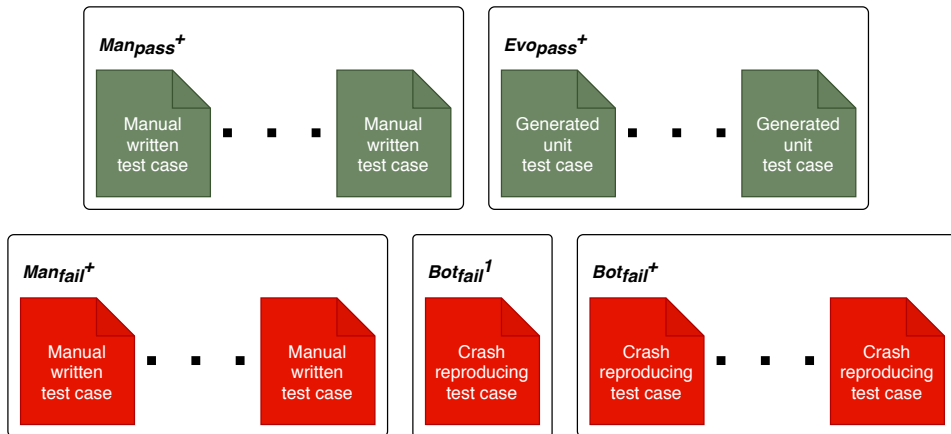 Manpass+
Manual
written
test case
Manual
written
test case
Evopass+
Generated
unit
test case
Generated
unit
test case
Manfail+
Manual
written
test case
Manual
written
test case
Botfail1
Crash
reproducing
test case
Botfail+
Crash
reproducing
test case
Crash
reproducing
test case